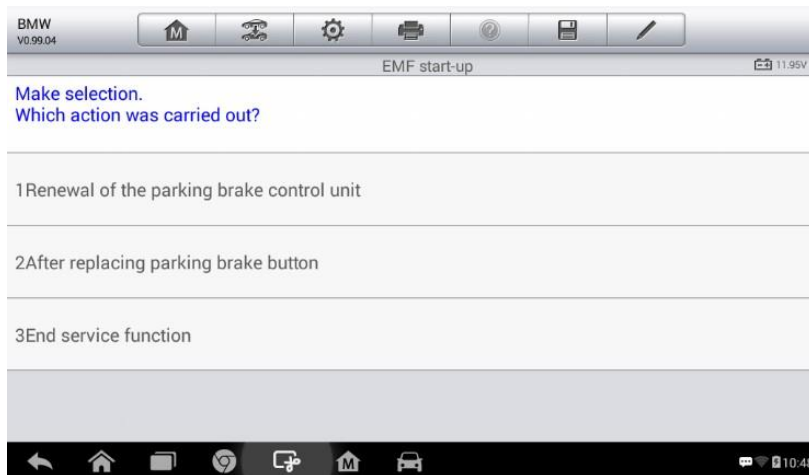 BMW
V0.99.04
M
EMF start-up
11.95V
Make selection.
Which action was carried out?
1Renewal of the parking brake control unit
2After replacing parking brake button
3End service function
M